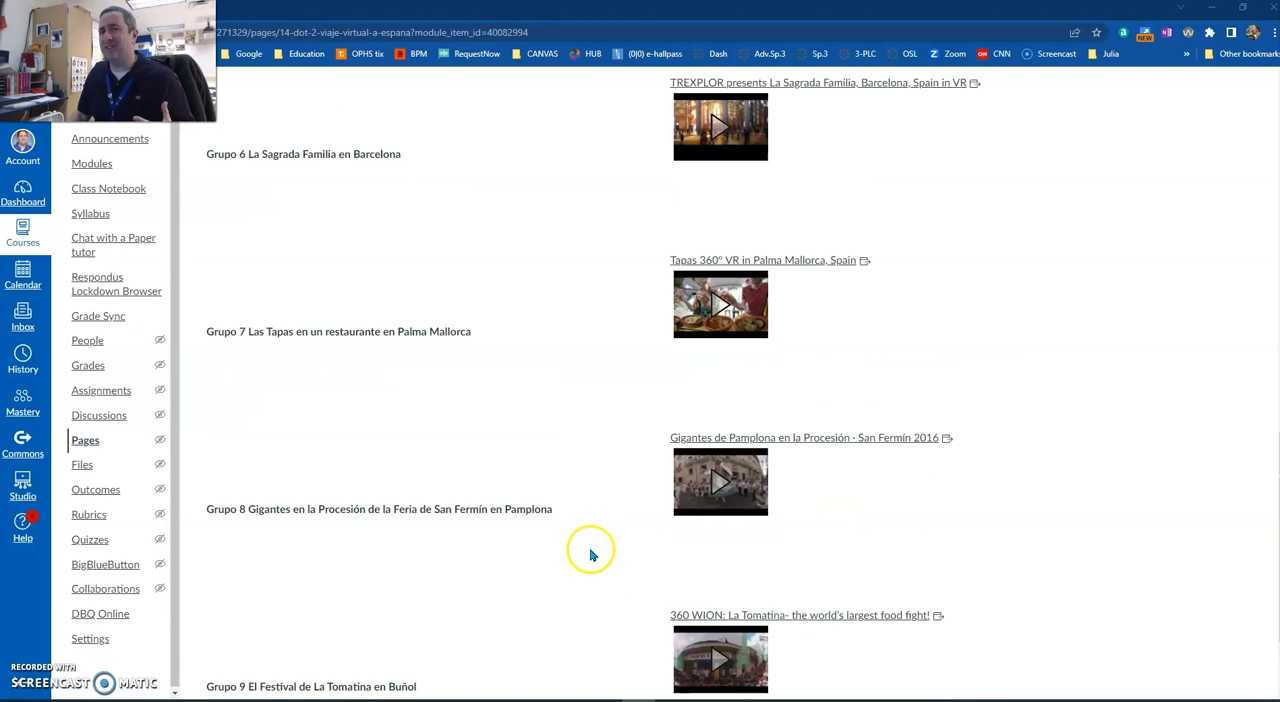 271329/pages/14-dot-2-viaje-virtual-a-espana?module_item_id=40082994
NEW
Google Education OPHS tix BPM RequestNow CANVAS HUB (0|0) e-hallpass Dash Adv.Sp.3 Sp.3 3-PLC OSL Zoom CNN Screencast Julia » Other bookmark
Account
Dashboard
Courses
Calendar
Inbox
History
Mastery
Commons
Studio
Help
Announcements
Modules
Class Notebook
Syllabus
Chat with a Paper
tutor
Respondus
Lockdown Browser
Grade Sync
People
Grades
Assignments
Discussions
Pages
Files
Outcomes
Rubrics
Quizzes
BigBlueButton
Collaborations
DBQ Online
Settings
TREXPLOR presents La Sagrada Familia, Barcelona, Spain in VR
Grupo 6 La Sagrada Familia en Barcelona
Tapas 360° VR in Palma Mallorca, Spain
Grupo 7 Las Tapas en un restaurante en Palma Mallorca
Gigantes de Pamplona en la Procesión · San Fermín 2016
Grupo 8 Gigantes en la Procesión de la Feria de San Fermín en Pamplona
360 WION: La Tomatina- the world's largest food fight!
Grupo 9 El Festival de La Tomatina en Buñol
RECORDED WITH
SCREENCAST MATIC